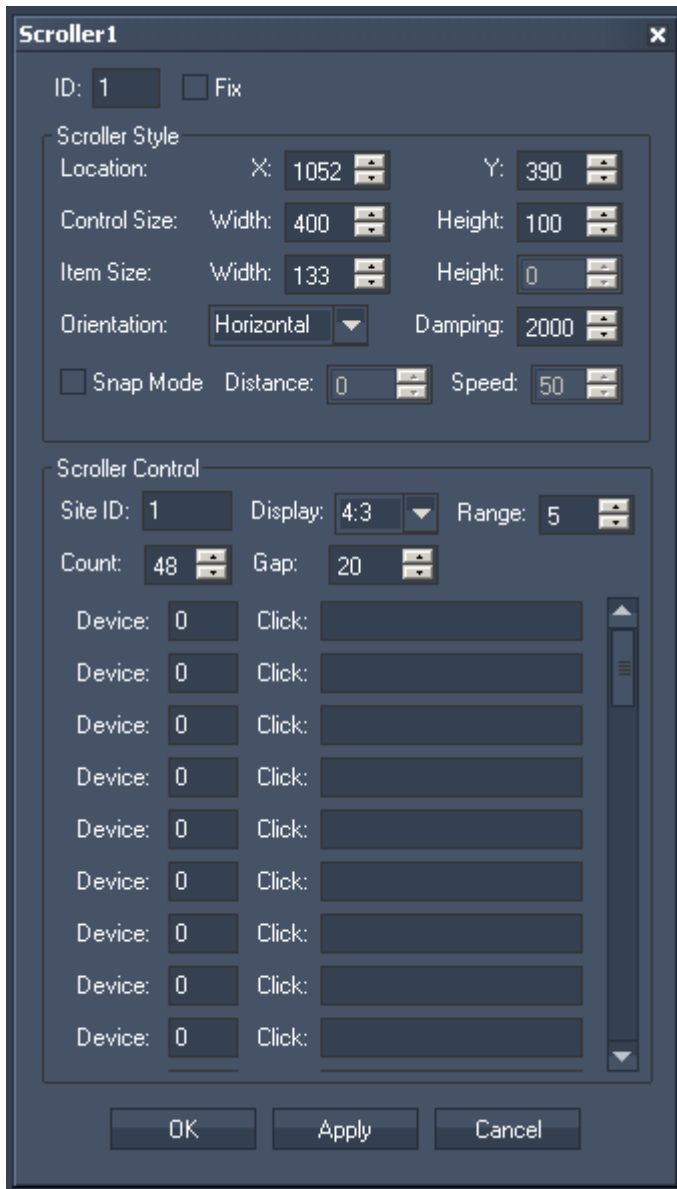 Scroller1
ID: 1 Fix
Scroller Style
Location: X: 1052 Y: 390
Control Size: Width: 400 Height: 100
Item Size: Width: 133 Height: 0
Orientation: Horizontal Damping: 2000
Snap Mode Distance: 0 Speed: 50
Scroller Control
Site ID: 1 Display: 4:3 Range: 5
Count: 48 Gap: 20
Device: 0 Click:
Device: 0 Click:
Device: 0 Click:
Device: 0 Click:
Device: 0 Click:
Device: 0 Click:
Device: 0 Click:
Device: 0 Click:
Device: 0 Click:
OK Apply Cancel